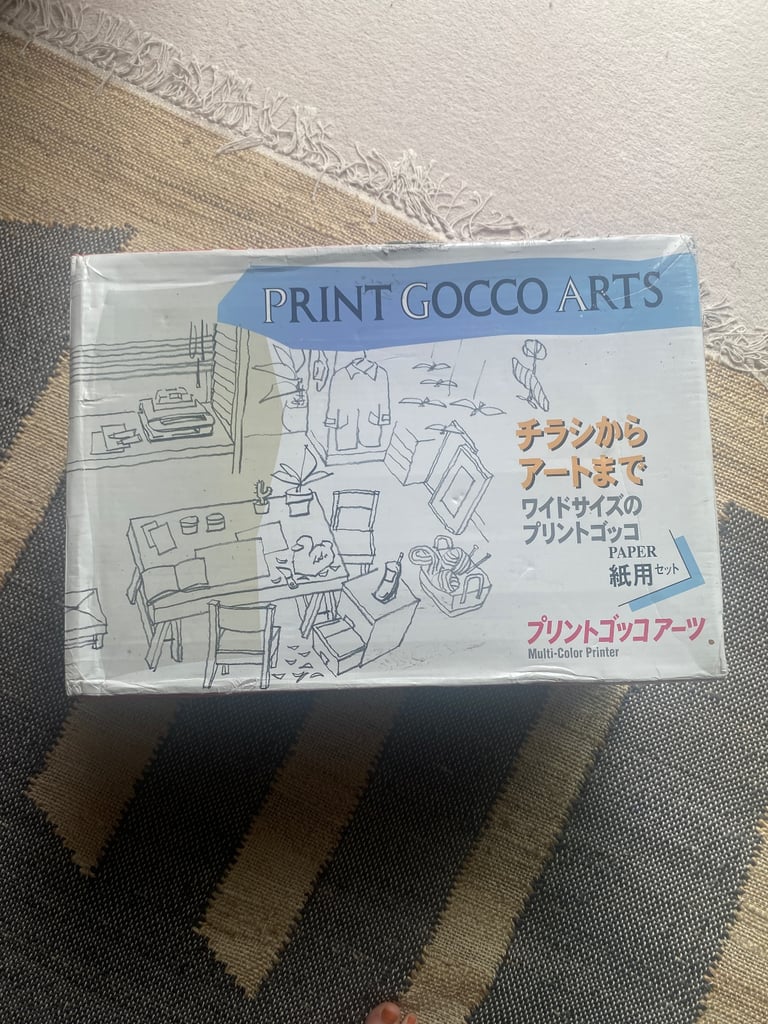 PRINT GOCCO ARTS
チラシから
アートまで
ワイドサイズの
プリントゴッコ
PAPER
紙用セット
プリントゴッコアーツ
Multi-Color Printer